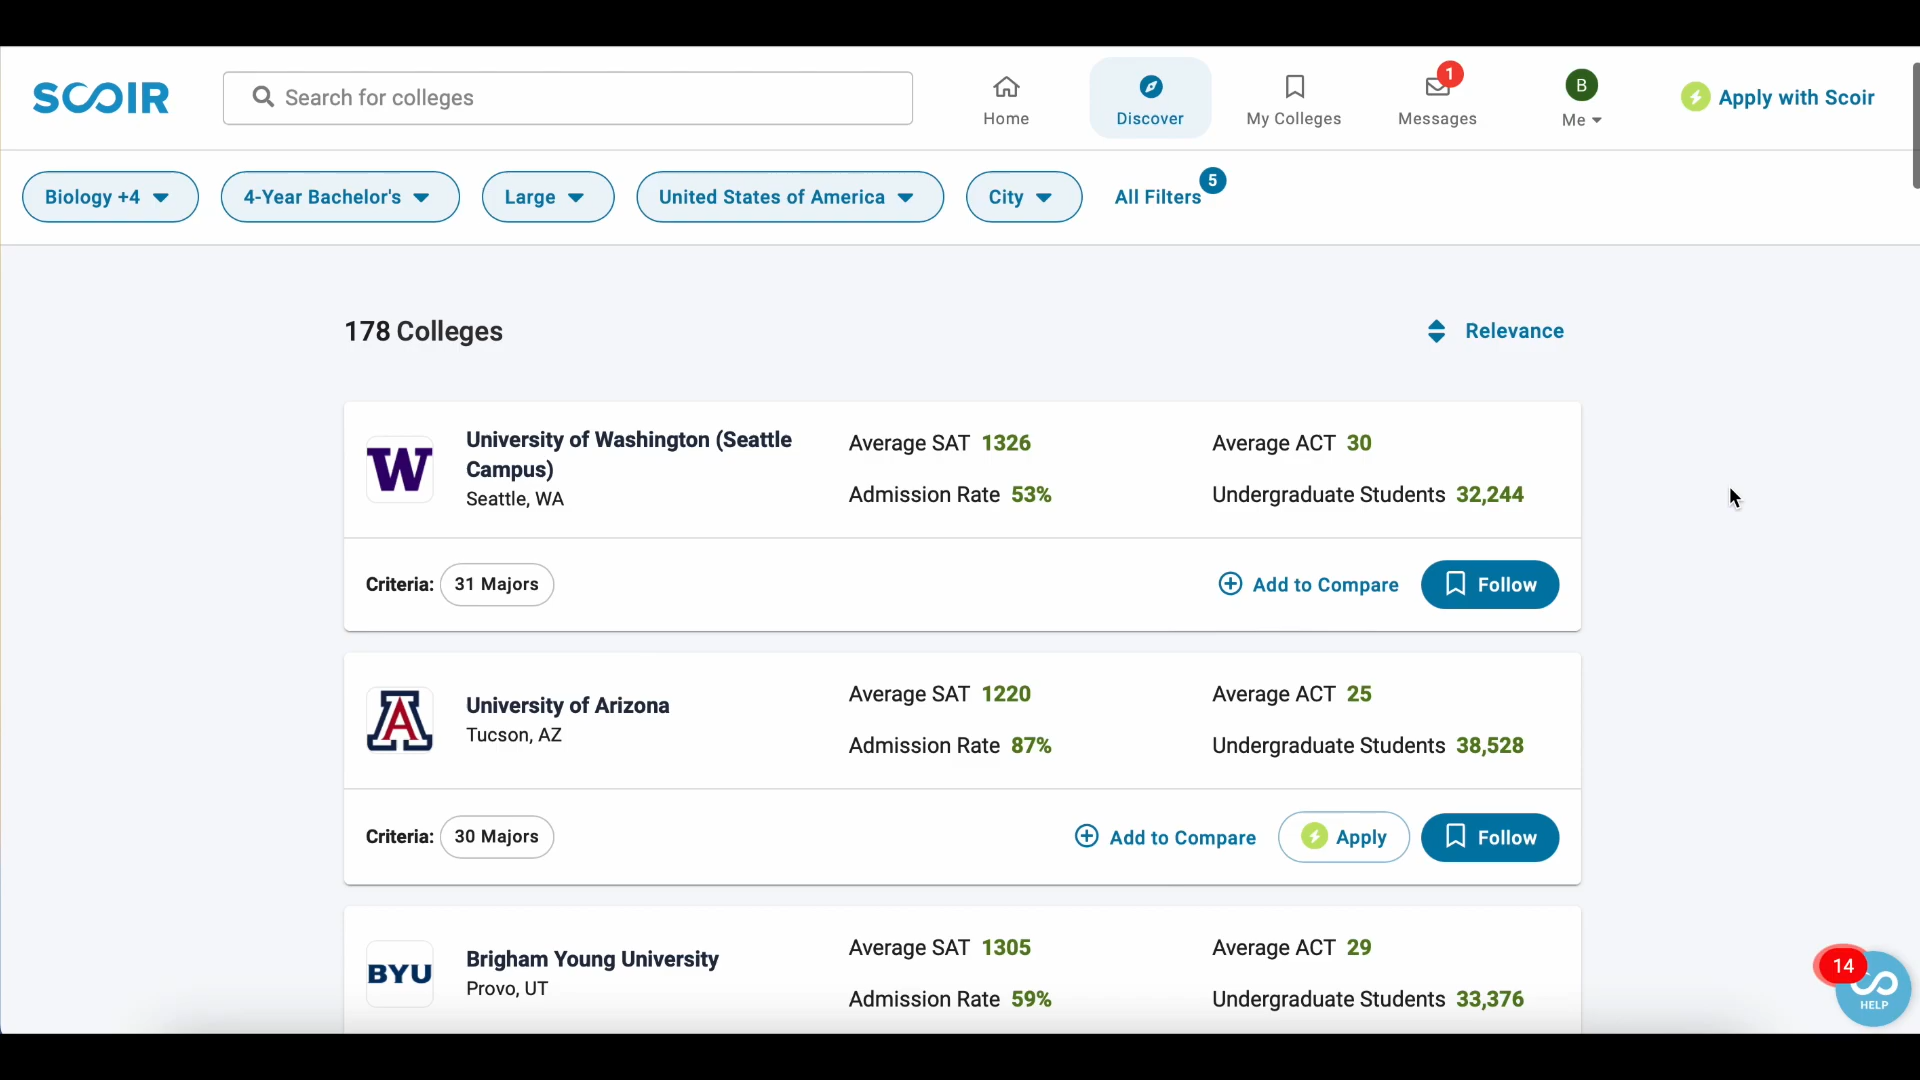 SCOIR
Search for colleges
Home
Discover
My Colleges
1
Messages
B
Me
Apply with Scoir
Biology +4
4-Year Bachelor's
Large
United States of America
City
All Filters
5
178 Colleges
Relevance
W
University of Washington (Seattle
Campus)
Seattle, WA
Average SAT 1326
Admission Rate 53%
Average ACT 30
Undergraduate Students 32,244
Criteria: 31 Majors
Add to Compare
Follow
A
University of Arizona
Tucson, AZ
Average SAT 1220
Admission Rate 87%
Average ACT 25
Undergraduate Students 38,528
Criteria: 30 Majors
Add to Compare
Apply
Follow
BYU
Brigham Young University
Provo, UT
Average SAT 1305
Admission Rate 59%
Average ACT 29
Undergraduate Students 33,376
14
HELP